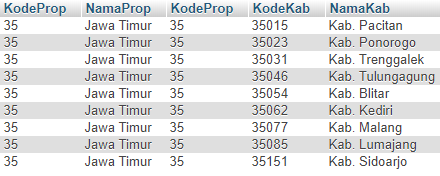 KodeProp NamaProp KodeProp KodeKab NamaKab
35 Jawa Timur 35 35015 Kab. Pacitan
35 Jawa Timur 35 35023 Kab. Ponorogo
35 Jawa Timur 35 35031 Kab. Trenggalek
35 Jawa Timur 35 35046 Kab. Tulungagung
35 Jawa Timur 35 35054 Kab. Blitar
35 Jawa Timur 35 35062 Kab. Kediri
35 Jawa Timur 35 35077 Kab. Malang
35 Jawa Timur 35 35085 Kab. Lumajang
35 Jawa Timur 35 35151 Kab. Sidoarjo